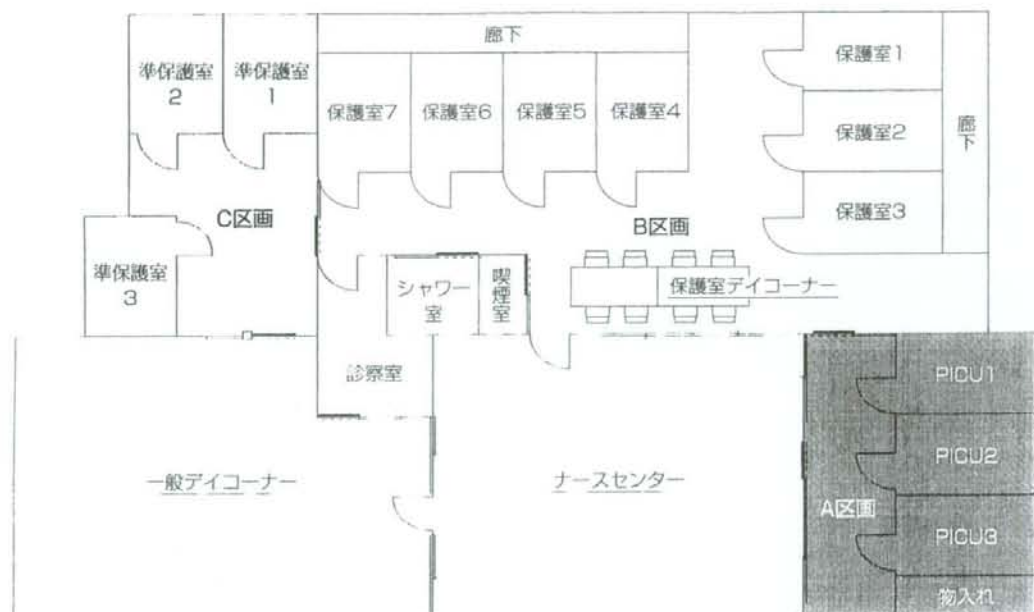 廊下
準保護室
2
準保護室
1
保護室7
保護室6
保護室5
保護室4
保護室1
保護室2
保護室3
廊下
C区画
B区画
準保護室
3
シャワー
室
喫煙室
保護室デイコーナー
診察室
一般デイコーナー
ナースセンター
A区画
PICU1
PICU2
PICU3
物入れ